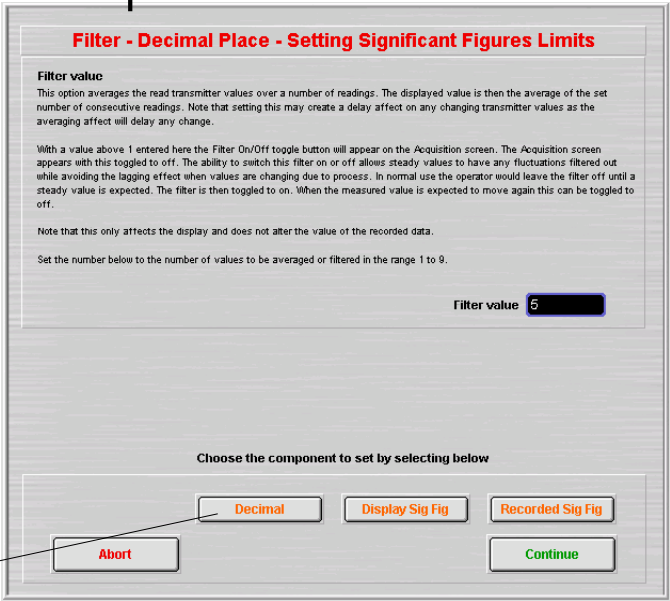 Filter - Decimal Place - Setting Significant Figures Limits
Filter value
This option averages the read transmitter values over a number of readings. The displayed value is then the average of the set
number of consecutive readings. Note that setting this may create a delay affect on any changing transmitter values as the
averaging affect will delay any change.
With a value above 1 entered here the Filter On/Off toggle button will appear on the Acquisition screen. The Acquisition screen
appears with this toggled to off. The ability to switch this filter on or off allows steady values to have any fluctuations filtered out
while avoiding the lagging effect when values are changing due to process. In normal use the operator would leave the filter off until a
steady value is expected. The filter is then toggled to on. When the measured value is expected to move again this can be toggled to
off.
Note that this only affects the display and does not alter the value of the recorded data.
Set the number below to the number of values to be averaged or filtered in the range 1 to 9.
Filter value 5
Choose the component to set by selecting below
Decimal Display Sig Fig Recorded Sig Fig
Abort Continue